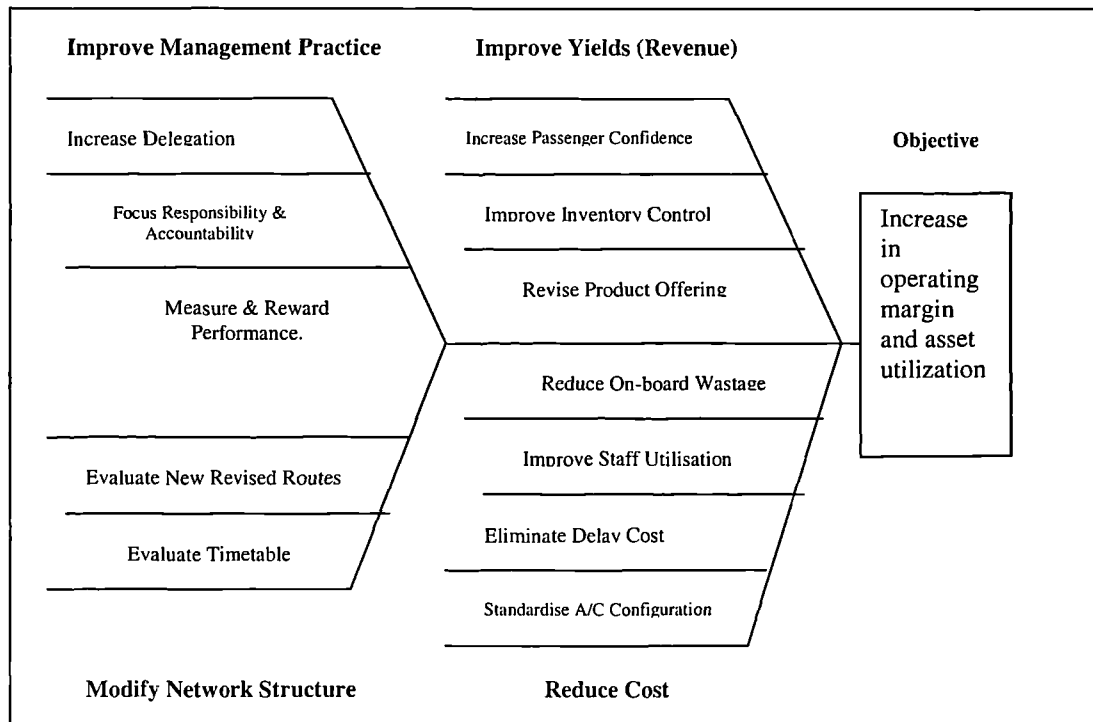 Improve Management Practice
Improve Yields (Revenue)
Increase Delegation
Focus Responsibility &
Accountability
Measure & Reward
Performance.
Increase Passenger Confidence
Improve Inventory Control
Revise Product Offering
Objective
Increase
in
operating
margin
and asset
utilization
Evaluate New Revised Routes
Evaluate Timetable
Reduce On-board Wastage
Improve Staff Utilisation
Eliminate Delay Cost
Standardise A/C Configuration
Modify Network Structure
Reduce Cost